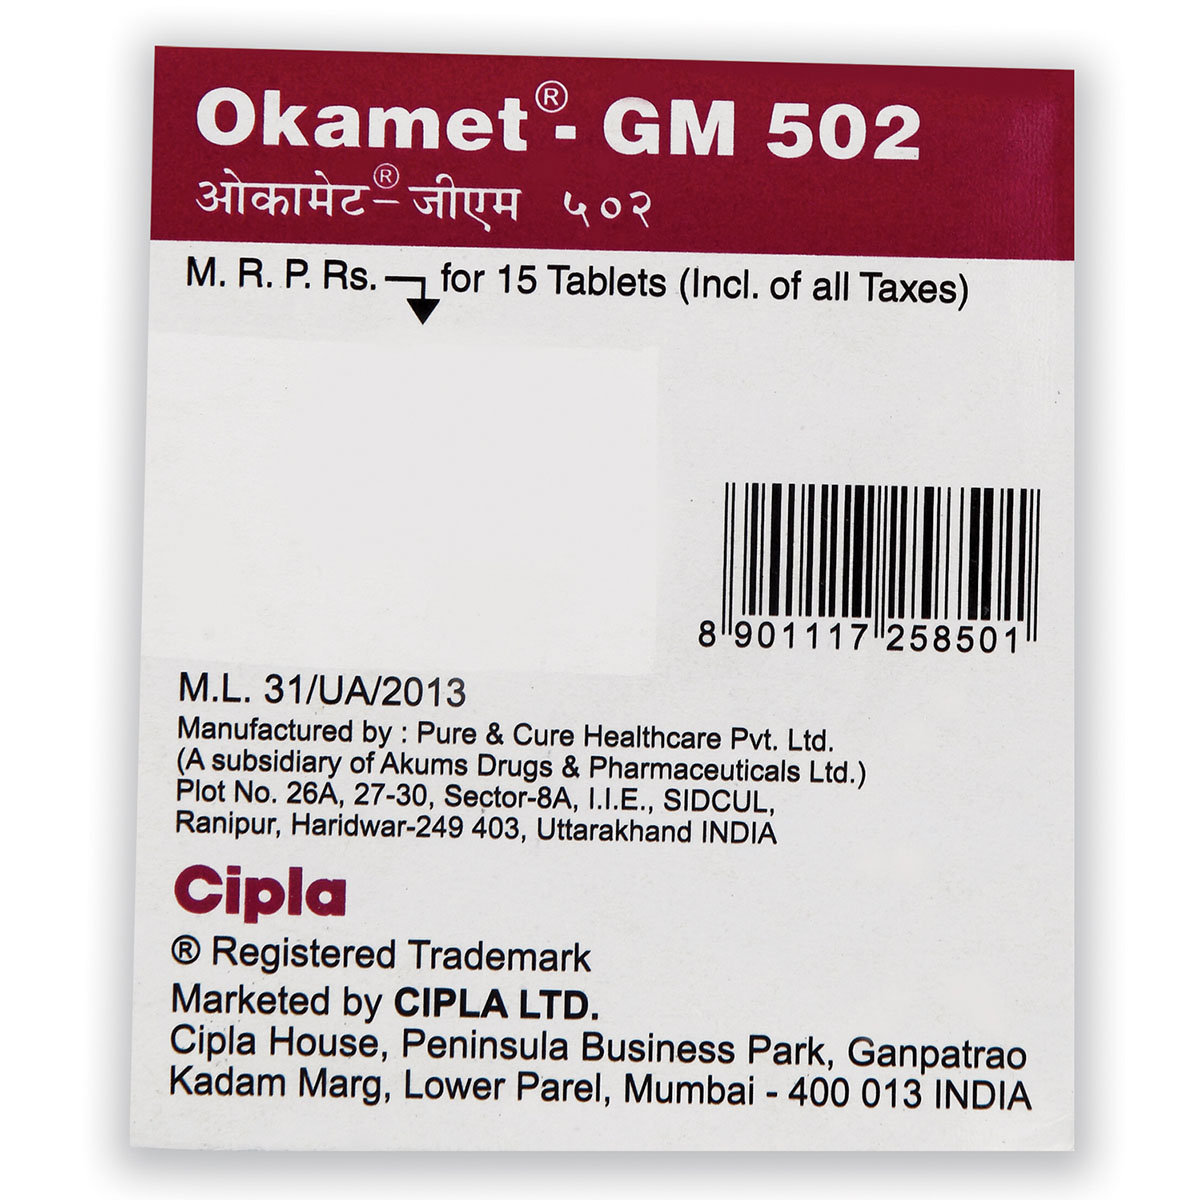 Okamet® - GM 502
ओकामेट® - जीएम ५०२
M. R. P. Rs. for 15 Tablets (Incl. of all Taxes)
8 901117 258501
M.L. 31/UA/2013
Manufactured by : Pure & Cure Healthcare Pvt. Ltd.
(A subsidiary of Akums Drugs & Pharmaceuticals Ltd.)
Plot No. 26A, 27-30, Sector-8A, I.I.E., SIDCUL,
Ranipur, Haridwar-249 403, Uttarakhand INDIA
Cipla
® Registered Trademark
Marketed by CIPLA LTD.
Cipla House, Peninsula Business Park, Ganpatrao
Kadam Marg, Lower Parel, Mumbai - 400 013 INDIA